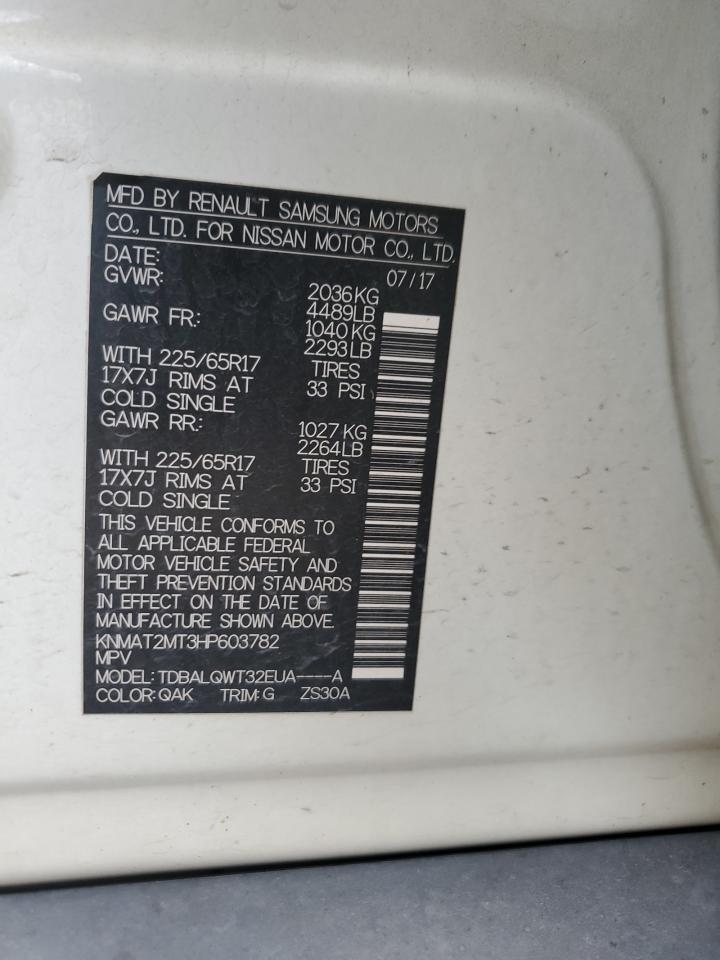 MFD BY RENAULT SAMSUNG MOTORS
CO., LTD. FOR NISSAN MOTOR CO., LTD.
DATE: 07/17
GVWR: 2036KG
4489LB
GAWR FR.: 1040KG
2293LB
WITH 225/65R17 TIRES
17X7J RIMS AT 33 PSI
COLD SINGLE
GAWR RR.: 1027KG
2264LB
WITH 225/65R17 TIRES
17X7J RIMS AT 33 PSI
COLD SINGLE
THIS VEHICLE CONFORMS TO
ALL APPLICABLE FEDERAL
MOTOR VEHICLE SAFETY AND
THEFT PREVENTION STANDARDS
IN EFFECT ON THE DATE OF
MANUFACTURE SHOWN ABOVE.
KNMAT2MT3HP603782
MPV
MODEL: TDBALQWT32EUA----A
COLOR: QAK TRIM: G ZS30A